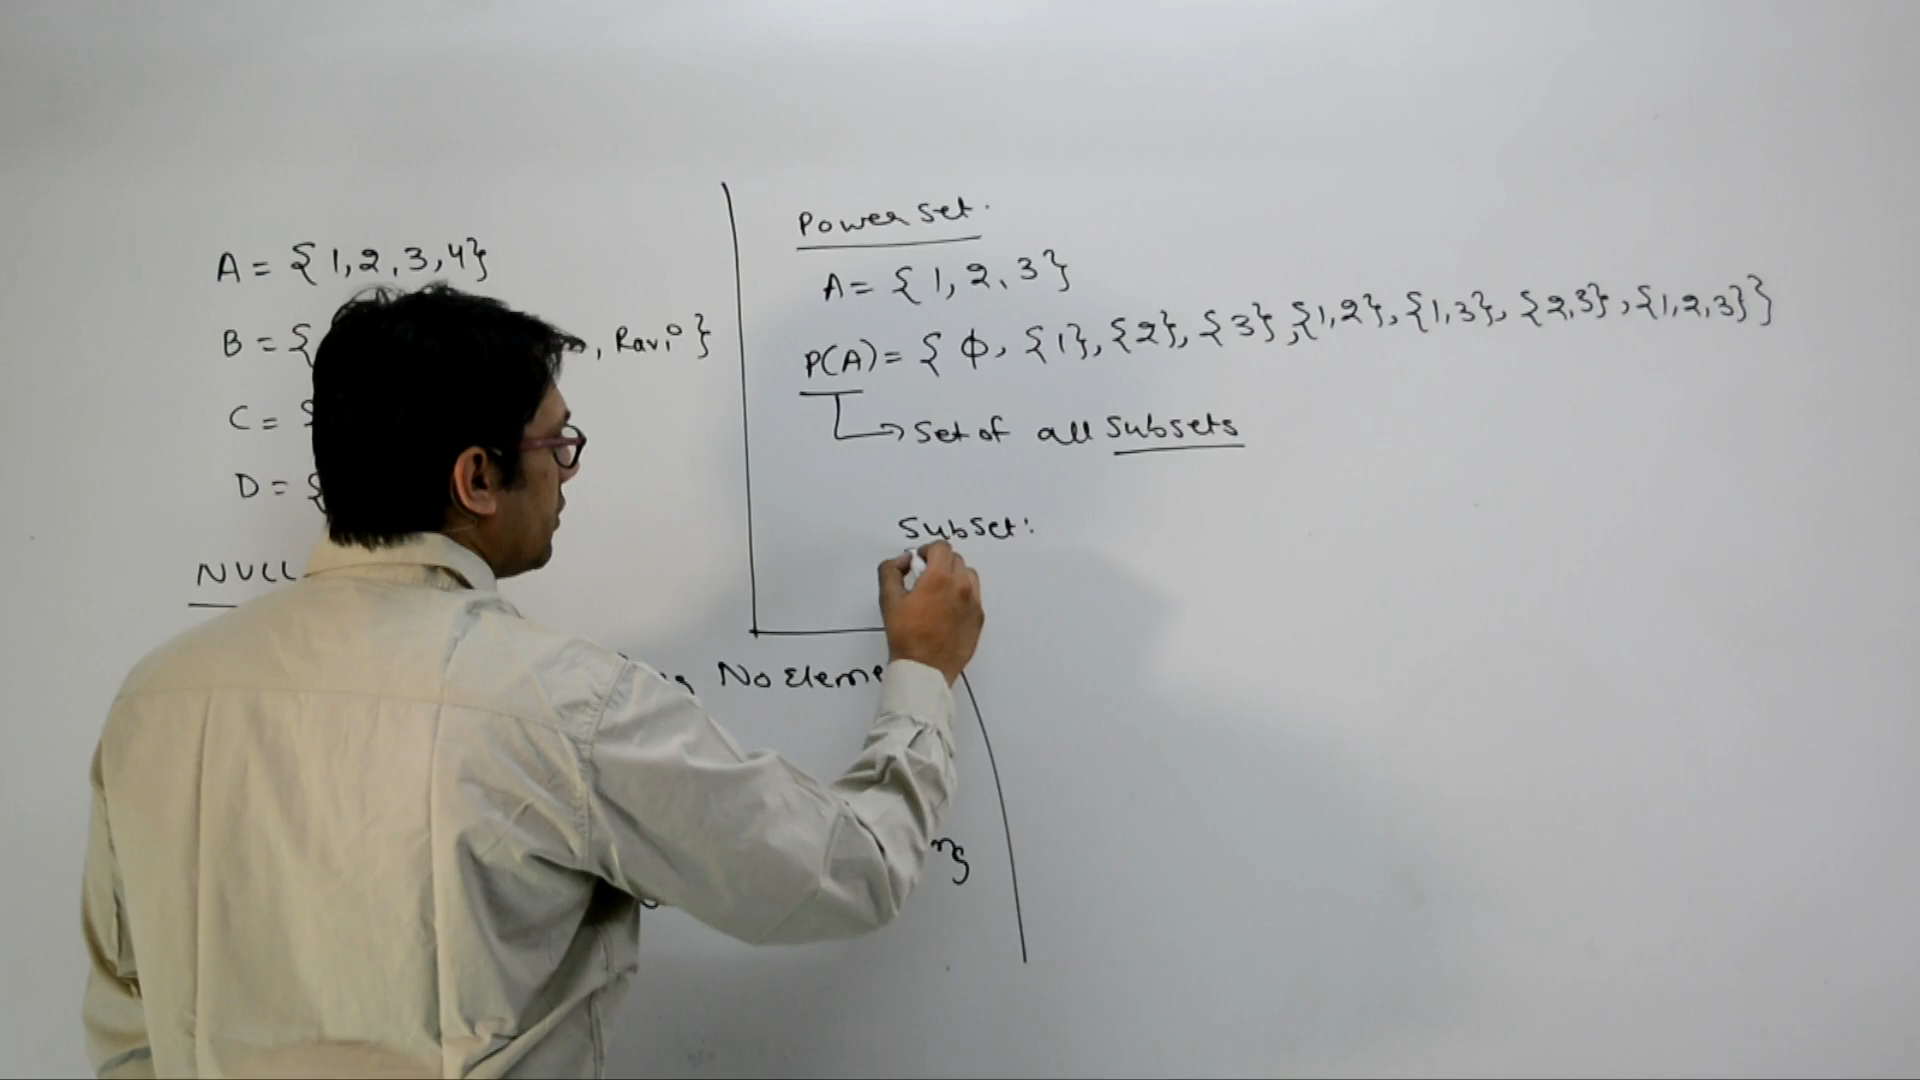 A = {1,2,3,4}
B = { , Ravi}
C = {
D = {
NULL
No Eleme
Power set.
A = {1,2,3}
P(A) = { φ, {1}, {2}, {3}, {1,2}, {1,3}, {2,3}, {1,2,3}}
set of all subsets
Subset: